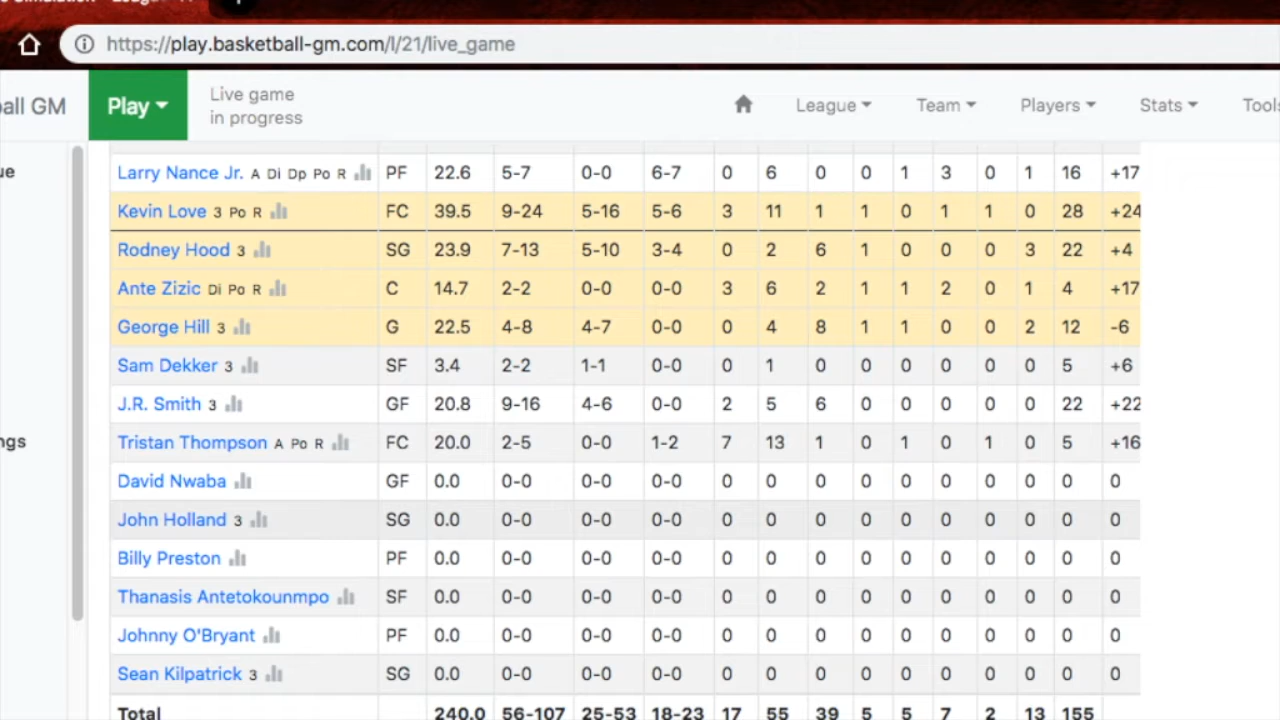 https://play.basketball-gm.com/l/21/live_game
all GM Play Live game in progress League Team Players Stats Tools
Larry Nance Jr. A Di Dp Po R PF 22.6 5-7 0-0 6-7 0 6 0 0 1 3 0 1 16 +17
Kevin Love 3 Po R FC 39.5 9-24 5-16 5-6 3 11 1 1 0 1 1 0 28 +24
Rodney Hood 3 SG 23.9 7-13 5-10 3-4 0 2 6 1 0 0 0 3 22 +4
Ante Zizic Di Po R C 14.7 2-2 0-0 0-0 3 6 2 1 1 2 0 1 4 +17
George Hill 3 G 22.5 4-8 4-7 0-0 0 4 8 1 1 0 0 2 12 -6
Sam Dekker 3 SF 3.4 2-2 1-1 0-0 0 1 0 0 0 0 0 0 5 +6
J.R. Smith 3 GF 20.8 9-16 4-6 0-0 2 5 6 0 0 0 0 0 22 +22
Tristan Thompson A Po R FC 20.0 2-5 0-0 1-2 7 13 1 0 1 0 1 0 5 +16
David Nwaba GF 0.0 0-0 0-0 0-0 0 0 0 0 0 0 0 0 0 0
John Holland 3 SG 0.0 0-0 0-0 0-0 0 0 0 0 0 0 0 0 0 0
Billy Preston PF 0.0 0-0 0-0 0-0 0 0 0 0 0 0 0 0 0 0
Thanasis Antetokounmpo SF 0.0 0-0 0-0 0-0 0 0 0 0 0 0 0 0 0 0
Johnny O'Bryant PF 0.0 0-0 0-0 0-0 0 0 0 0 0 0 0 0 0 0
Sean Kilpatrick 3 SG 0.0 0-0 0-0 0-0 0 0 0 0 0 0 0 0 0 0
Total 240.0 56-107 25-53 18-23 17 55 39 5 5 7 2 13 155